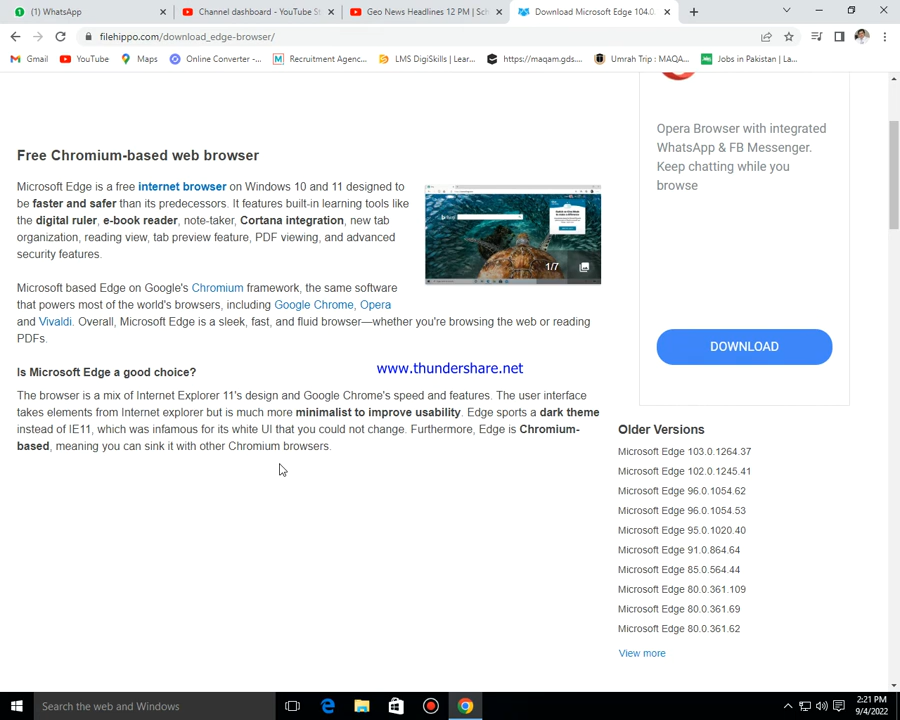 (1) WhatsApp
Channel dashboard - YouTube St
Geo News Headlines 12 PM | Sch
Download Microsoft Edge 104.0.
filehippo.com/download_edge-browser/
Gmail
YouTube
Maps
Online Converter -...
Recruitment Agenc...
LMS DigiSkills | Lear...
https://maqam.gds....
Umrah Trip : MAQA...
Jobs in Pakistan | La...
Free Chromium-based web browser
Microsoft Edge is a free internet browser on Windows 10 and 11 designed to
be faster and safer than its predecessors. It features built-in learning tools like
the digital ruler, e-book reader, note-taker, Cortana integration, new tab
organization, reading view, tab preview feature, PDF viewing, and advanced
security features.
1/7
Microsoft based Edge on Google's Chromium framework, the same software
that powers most of the world's browsers, including Google Chrome, Opera
and Vivaldi. Overall, Microsoft Edge is a sleek, fast, and fluid browser—whether you're browsing the web or reading
PDFs.
Is Microsoft Edge a good choice?
www.thundershare.net
The browser is a mix of Internet Explorer 11's design and Google Chrome's speed and features. The user interface
takes elements from Internet explorer but is much more minimalist to improve usability. Edge sports a dark theme
instead of IE11, which was infamous for its white UI that you could not change. Furthermore, Edge is Chromium-
based, meaning you can sink it with other Chromium browsers.
Opera Browser with integrated
WhatsApp & FB Messenger.
Keep chatting while you
browse
DOWNLOAD
Older Versions
Microsoft Edge 103.0.1264.37
Microsoft Edge 102.0.1245.41
Microsoft Edge 96.0.1054.62
Microsoft Edge 96.0.1054.53
Microsoft Edge 95.0.1020.40
Microsoft Edge 91.0.864.64
Microsoft Edge 85.0.564.44
Microsoft Edge 80.0.361.109
Microsoft Edge 80.0.361.69
Microsoft Edge 80.0.361.62
View more
Search the web and Windows
2:21 PM
9/4/2022